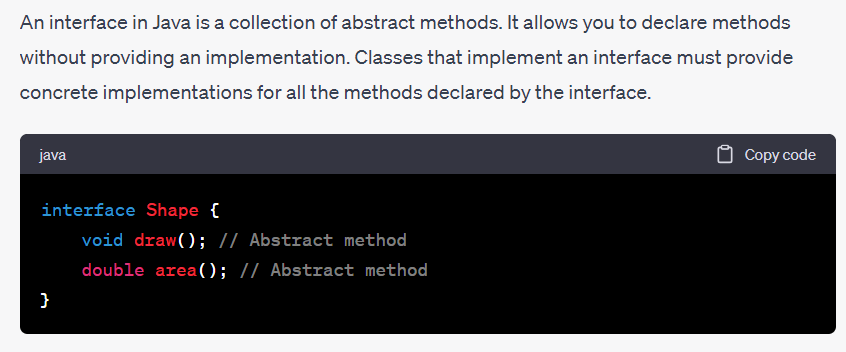 An interface in Java is a collection of abstract methods. It allows you to declare methods
without providing an implementation. Classes that implement an interface must provide
concrete implementations for all the methods declared by the interface.
java Copy code
interface Shape {
    void draw(); // Abstract method
    double area(); // Abstract method
}